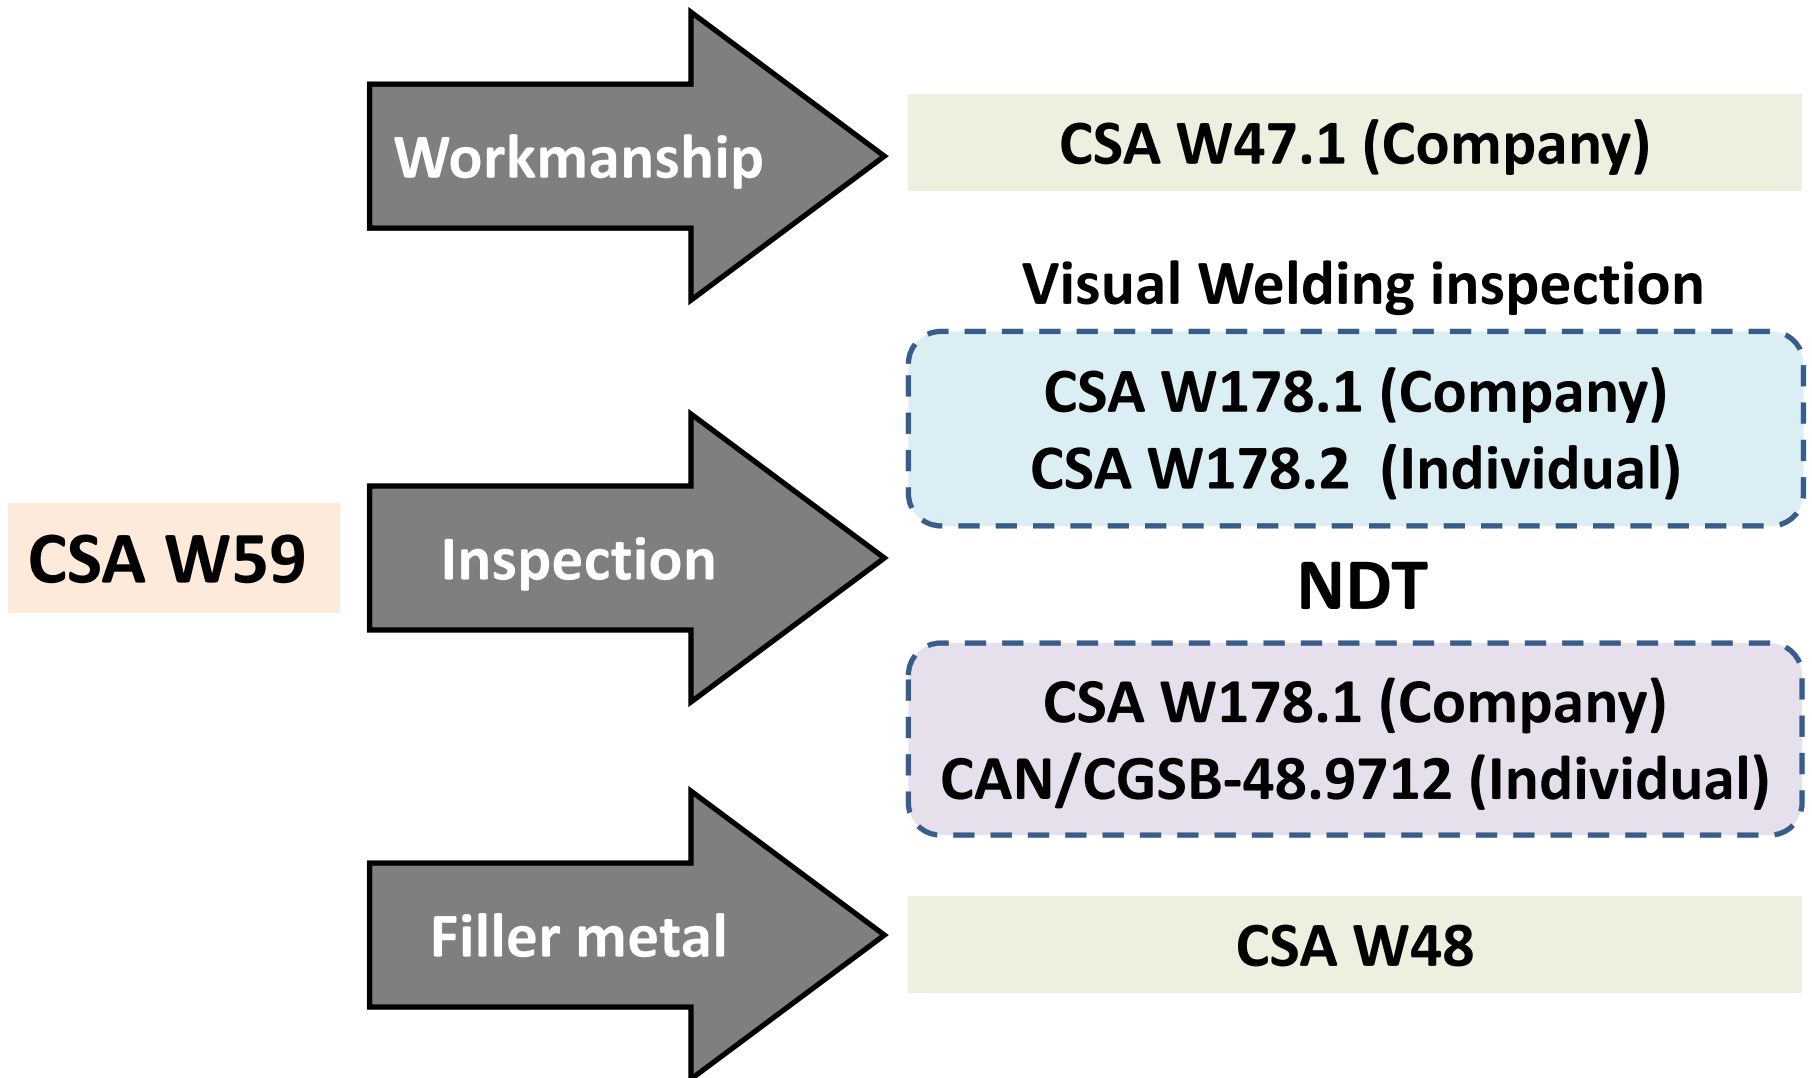 CSA W59
Workmanship
CSA W47.1 (Company)
Inspection
Visual Welding inspection
CSA W178.1 (Company)
CSA W178.2  (Individual)
NDT
CSA W178.1 (Company)
CAN/CGSB-48.9712 (Individual)
Filler metal
CSA W48